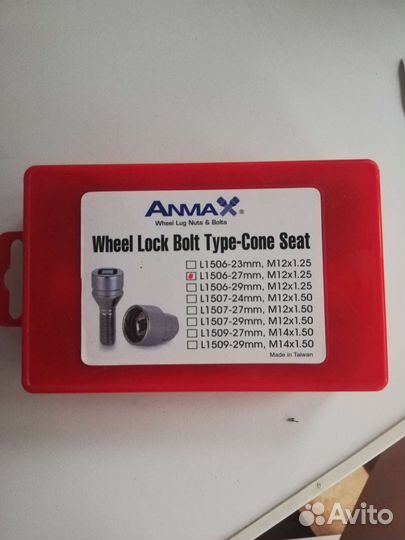 ANMAX®
Wheel Lug Nuts & Bolts
Wheel Lock Bolt Type-Cone Seat
L1506-23mm, M12x1.25
L1506-27mm, M12x1.25
L1506-29mm, M12x1.25
L1507-24mm, M12x1.50
L1507-27mm, M12x1.50
L1507-29mm, M12x1.50
L1509-27mm, M14x1.50
L1509-29mm, M14x1.50
Made in Taiwan
Avito